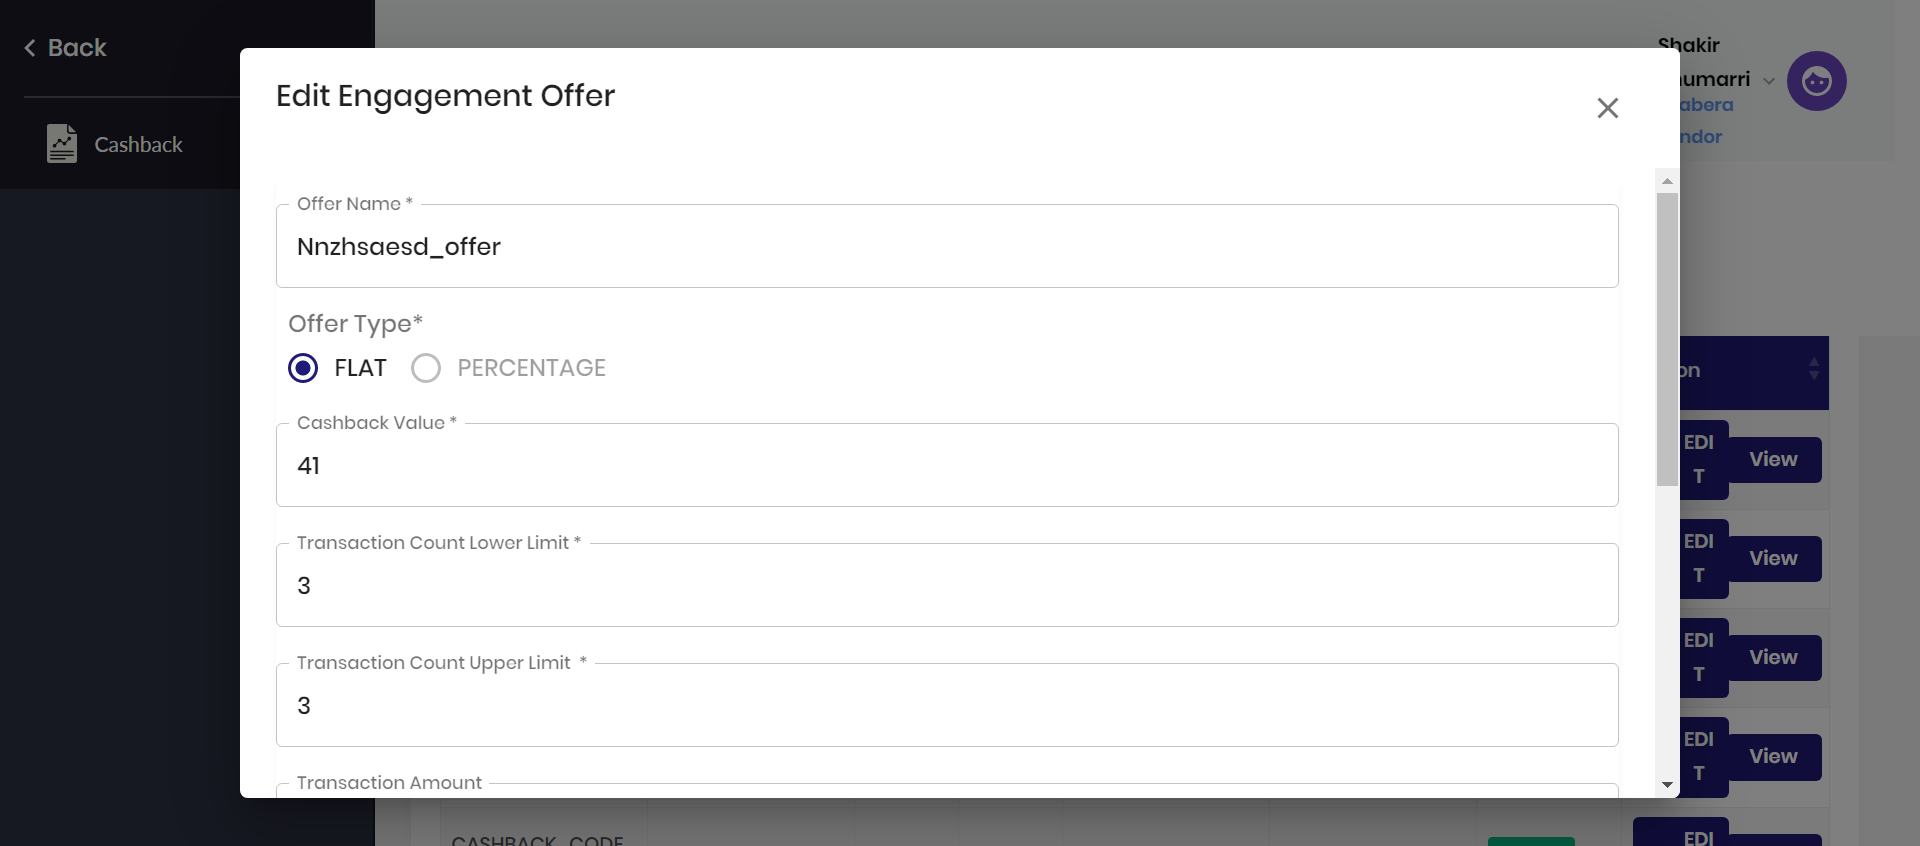 Back
Cashback
Shakir
humarri
abera
ndor
Edit Engagement Offer
Offer Name *
Nnzhsaesd_offer
Offer Type*
FLAT PERCENTAGE
Cashback Value *
41
Transaction Count Lower Limit *
3
Transaction Count Upper Limit *
3
Transaction Amount
on
EDI
T
View
EDI
T
View
EDI
T
View
EDI
T
View
CASHBACK_CODE
EDI